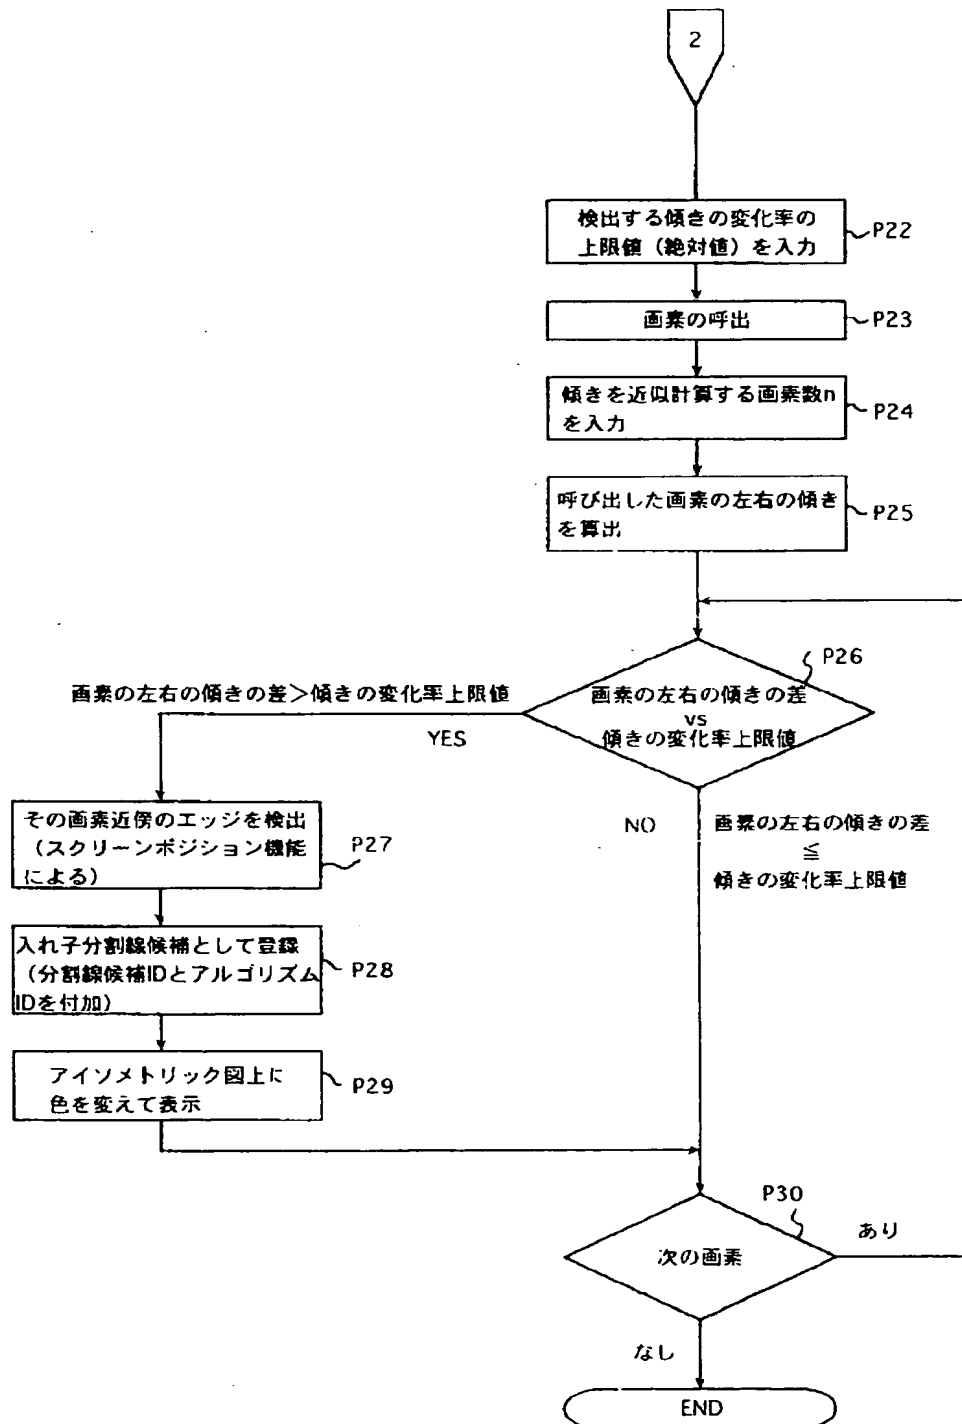 2
検出する傾きの変化率の
上限値（絶対値）を入力
P22
画素の呼出
P23
傾きを近似計算する画素数n
を入力
P24
呼び出した画素の左右の傾き
を算出
P25
P26
画素の左右の傾きの差＞傾きの変化率上限値
画素の左右の傾きの差
vs
傾きの変化率上限値
YES
NO
画素の左右の傾きの差
≦
傾きの変化率上限値
その画素近傍のエッジを検出
（スクリーンポジション機能
による）
P27
入れ子分割線候補として登録
（分割線候補IDとアルゴリズム
IDを付加）
P28
アイソメトリック図上に
色を変えて表示
P29
P30
次の画素
あり
なし
END